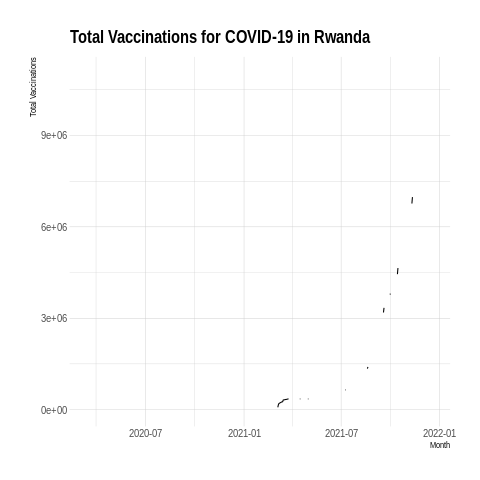 Total Vaccinations for COVID-19 in Rwanda
Total Vaccinations
9e+06
6e+06
3e+06
0e+00
2020-07 2021-01 2021-07 2022-01
Month